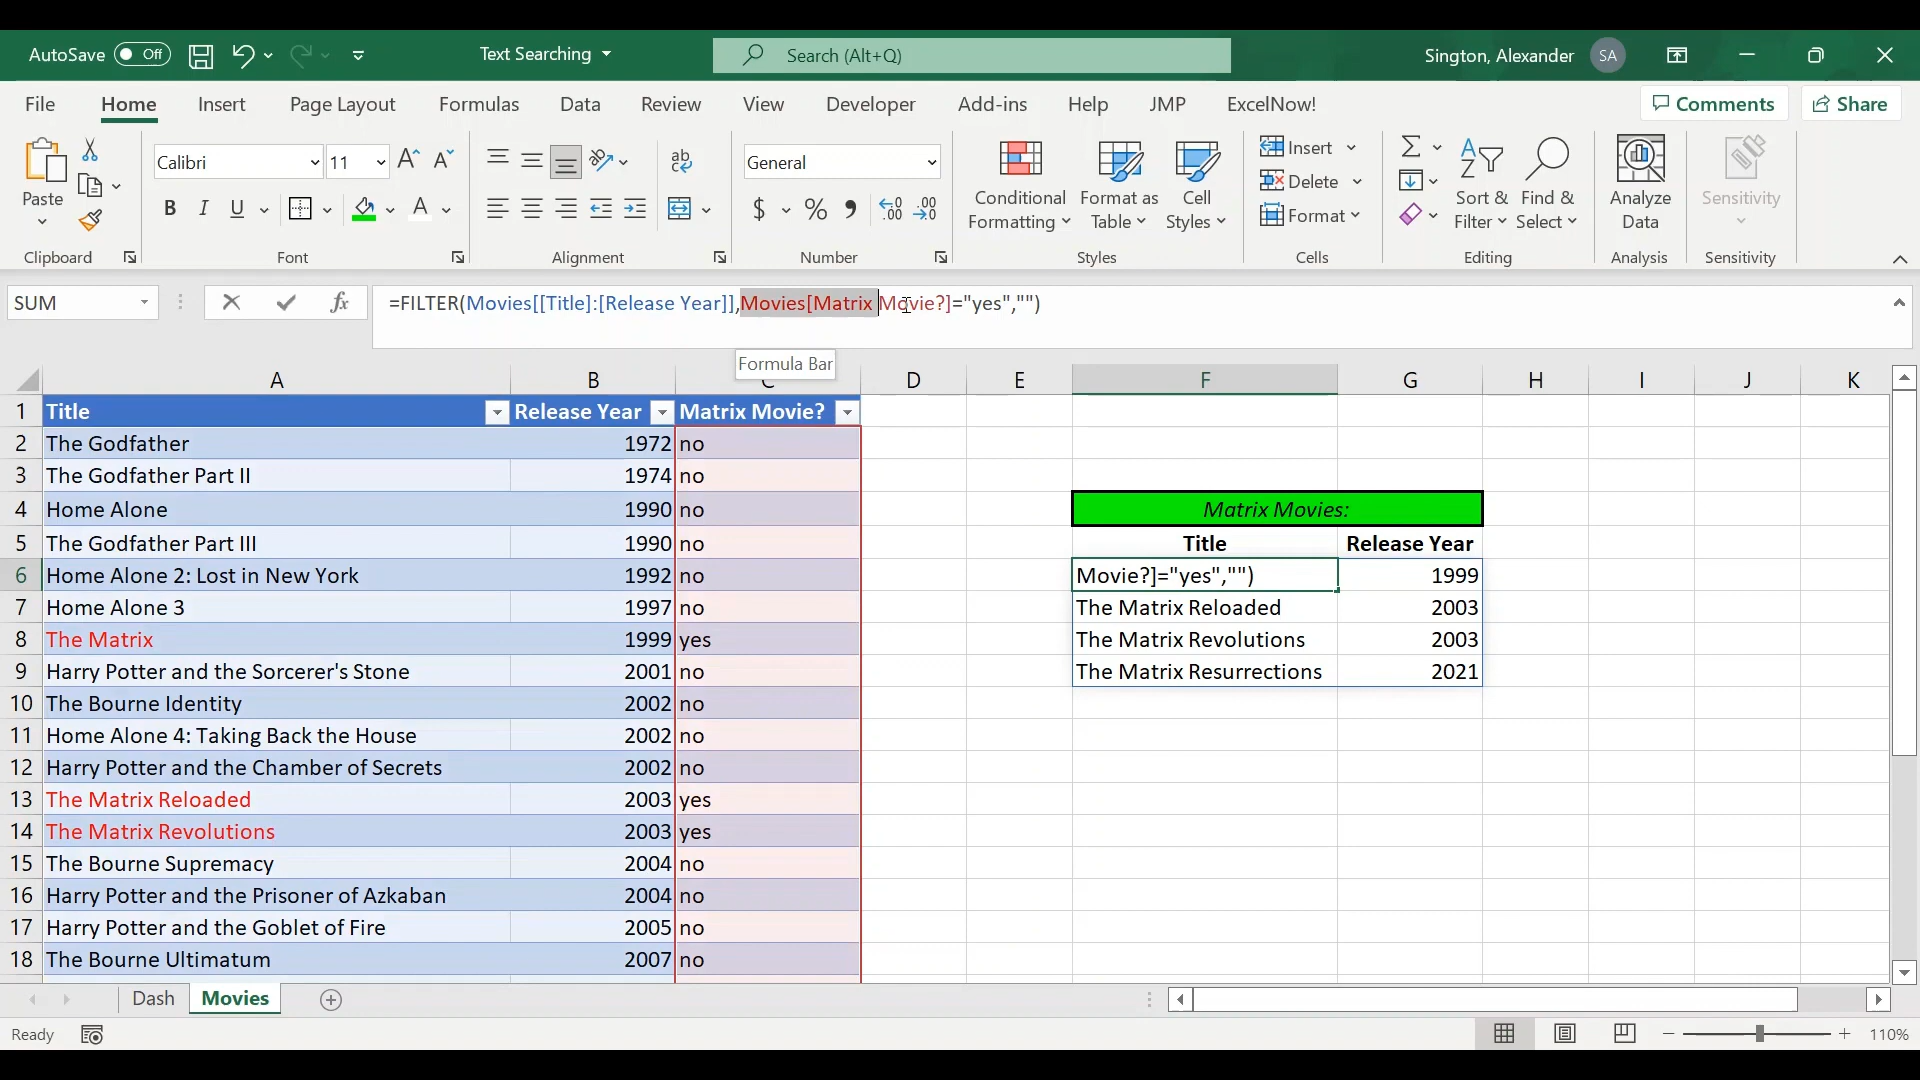 AutoSave Off Text Searching Search (Alt+Q) Sington, Alexander SA
File Home Insert Page Layout Formulas Data Review View Developer Add-ins Help JMP ExcelNow! Comments Share
Paste
Clipboard
Calibri 11
B I U A
Font
ab
Alignment
General
$ % , .00
Number
Conditional Formatting
Format as Table
Cell Styles
Styles
Insert
Delete
Format
Cells
Sort & Filter
Find & Select
Editing
Analyze Data
Analysis
Sensitivity
Sensitivity
SUM fx =FILTER(Movies[[Title]:[Release Year]],Movies[Matrix Movie?]="yes","")
Formula Bar
A B C D E F G H I J K
1 Title Release Year Matrix Movie?
2 The Godfather 1972 no
3 The Godfather Part II 1974 no
4 Home Alone 1990 no Matrix Movies:
5 The Godfather Part III 1990 no Title Release Year
6 Home Alone 2: Lost in New York 1992 no Movie?]="yes","") 1999
7 Home Alone 3 1997 no The Matrix Reloaded 2003
8 The Matrix 1999 yes The Matrix Revolutions 2003
9 Harry Potter and the Sorcerer's Stone 2001 no The Matrix Resurrections 2021
10 The Bourne Identity 2002 no
11 Home Alone 4: Taking Back the House 2002 no
12 Harry Potter and the Chamber of Secrets 2002 no
13 The Matrix Reloaded 2003 yes
14 The Matrix Revolutions 2003 yes
15 The Bourne Supremacy 2004 no
16 Harry Potter and the Prisoner of Azkaban 2004 no
17 Harry Potter and the Goblet of Fire 2005 no
18 The Bourne Ultimatum 2007 no
Dash Movies
Ready 110%